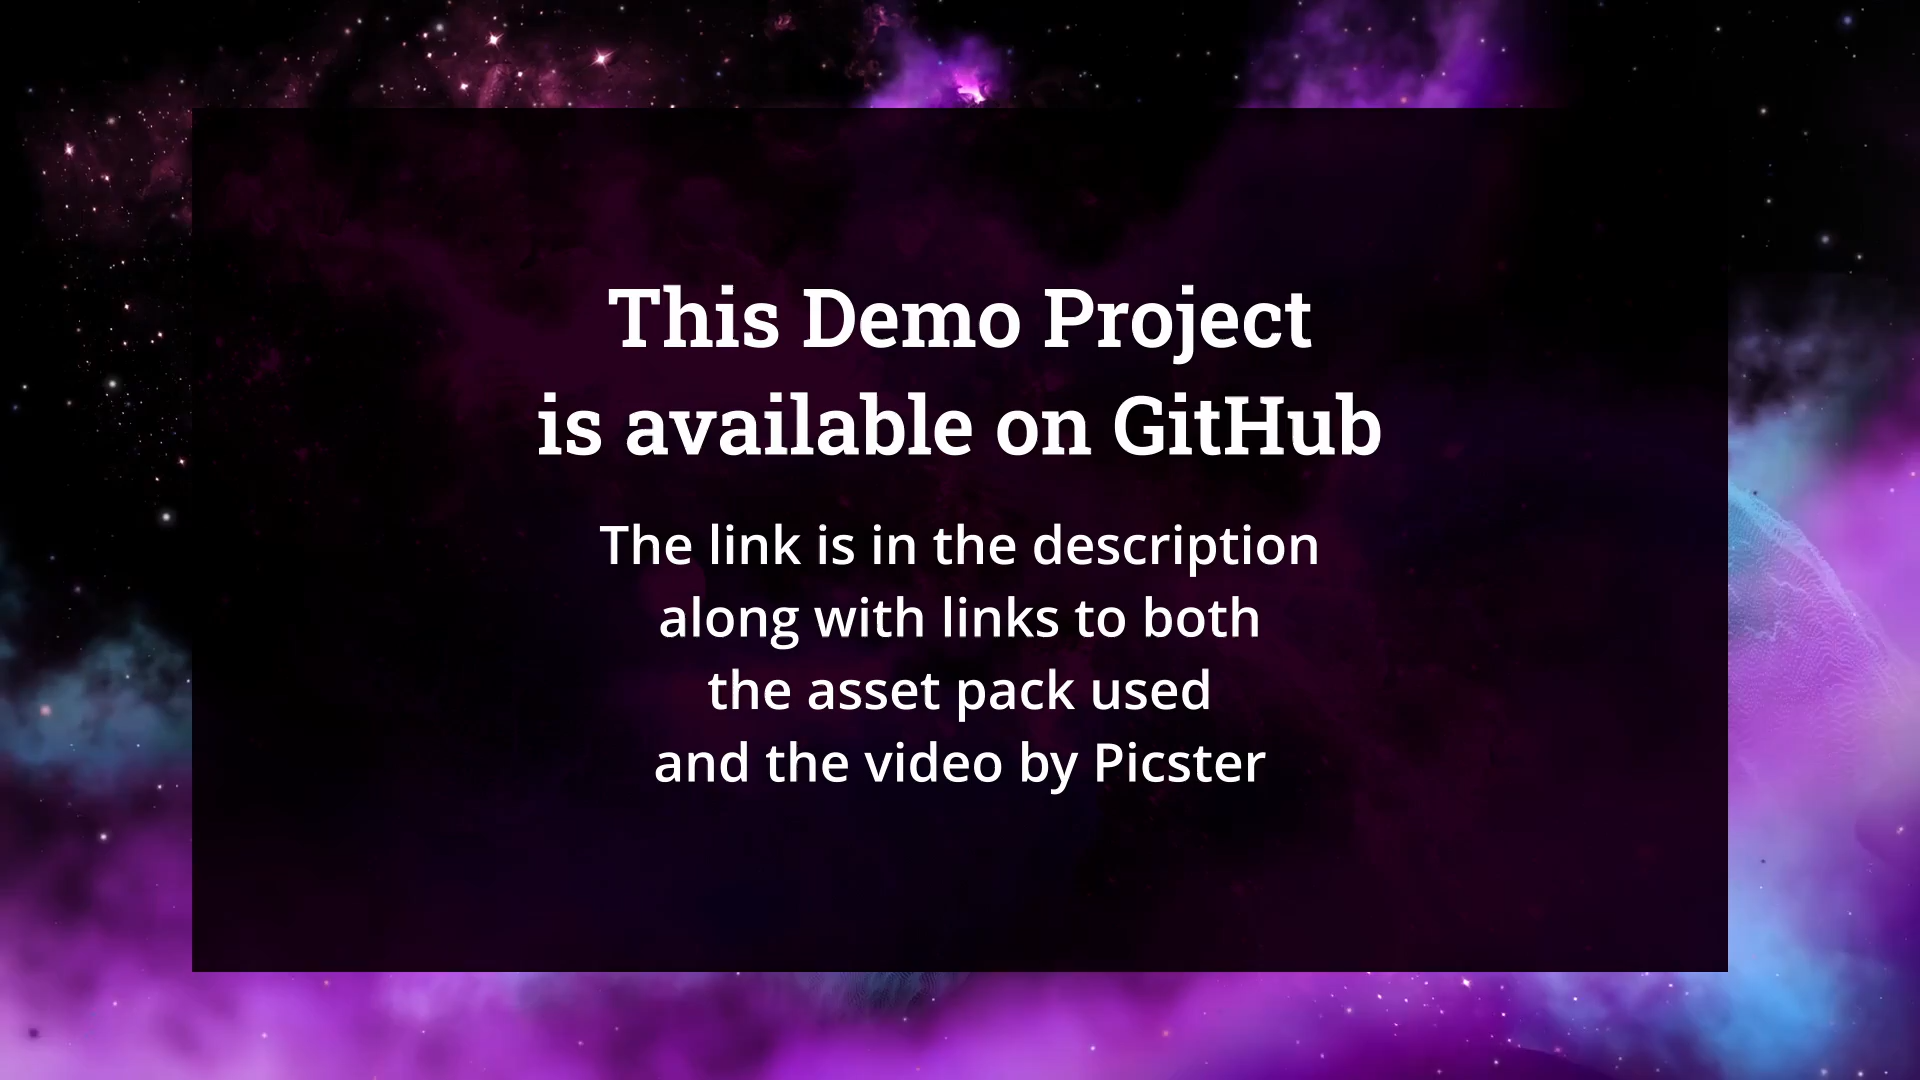 This Demo Project
is available on GitHub
The link is in the description
along with links to both
the asset pack used
and the video by Picster